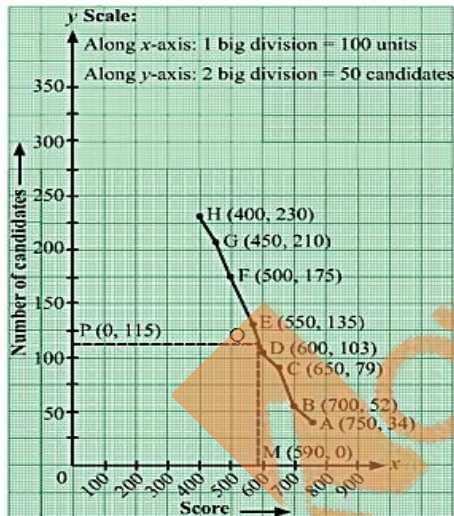 y Scale:
Along x-axis: 1 big division = 100 units
Along y-axis: 2 big division = 50 candidates
350
300
250
200
150
100
50
0
Number of candidates
H (400, 230)
G (450, 210)
F (500, 175)
E (550, 135)
P (0, 115)
Q
D (600, 103)
C (650, 79)
B (700, 52)
A (750, 34)
M (590, 0)
x
100 200 300 400 500 600 700 800 900
Score